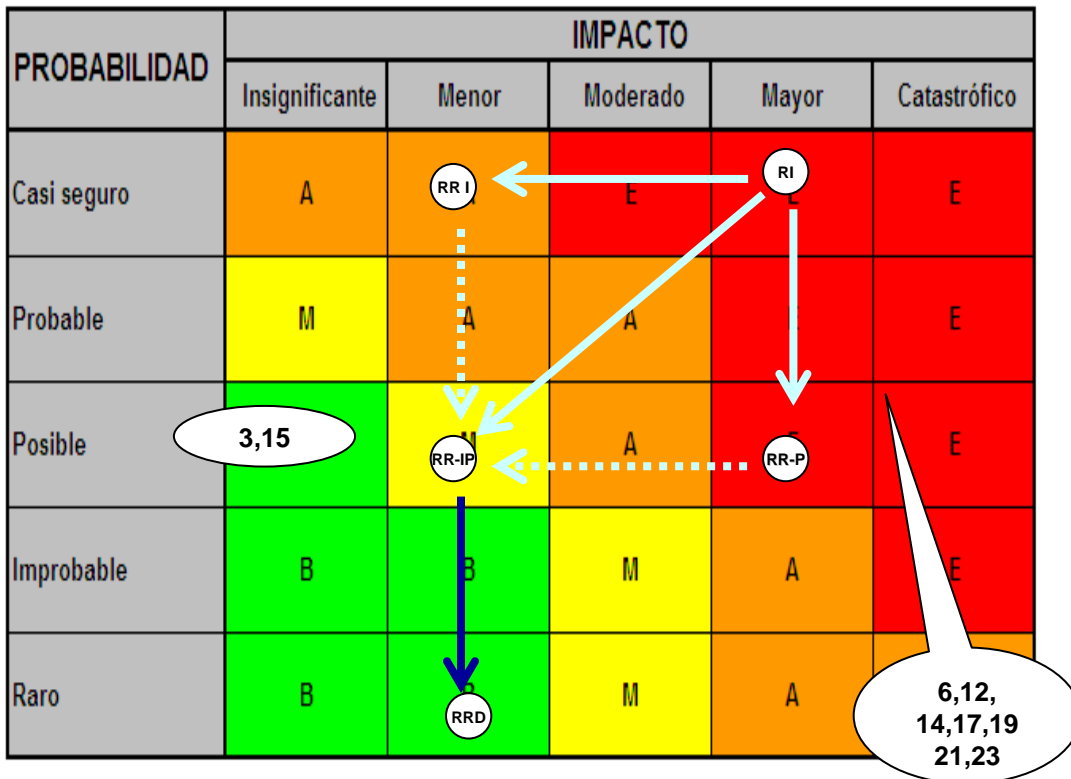 PROBABILIDAD
IMPACTO
Insignificante Menor Moderado Mayor Catastrófico
Casi seguro A RR I E RI E
Probable M A A E E
Posible 3,15 RR-IP M A RR-P E E
Improbable B B M A E
Raro B RRD B M A
6,12,
14,17,19
21,23